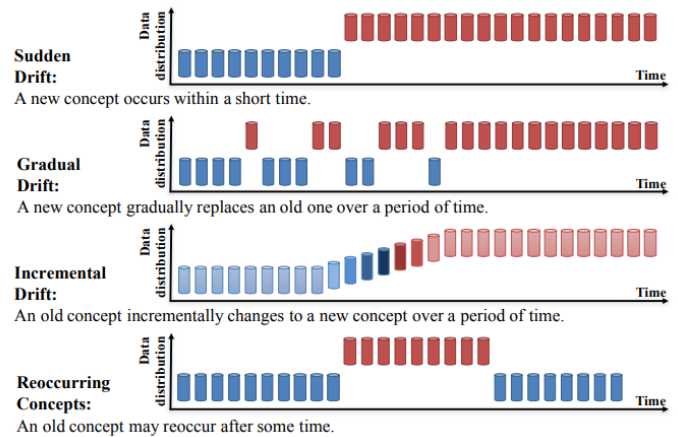 Data
distribution
Sudden
Drift:
Time
A new concept occurs within a short time.
Data
distribution
Gradual
Drift:
Time
A new concept gradually replaces an old one over a period of time.
Data
distribution
Incremental
Drift:
Time
An old concept incrementally changes to a new concept over a period of time.
Data
distribution
Reoccurring
Concepts:
Time
An old concept may reoccur after some time.